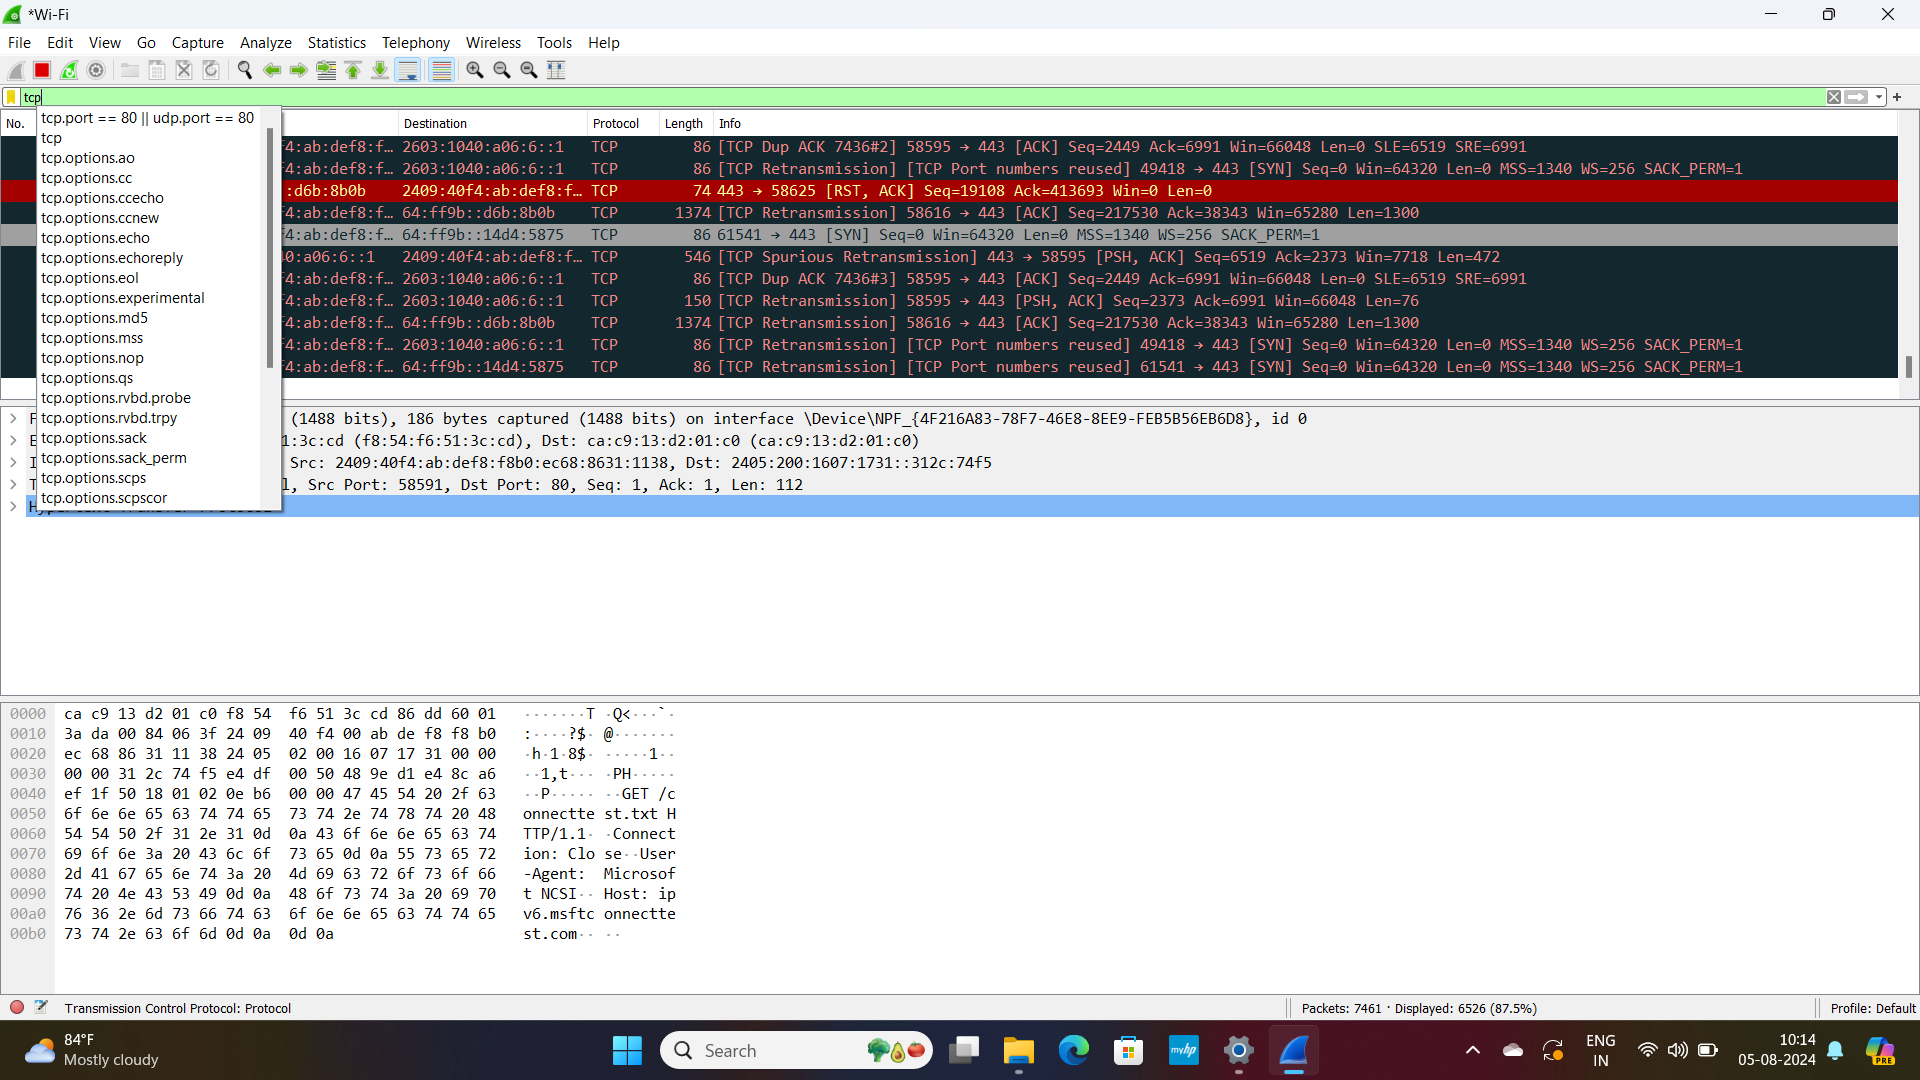 *Wi-Fi
File Edit View Go Capture Analyze Statistics Telephony Wireless Tools Help
tcp
tcp.port == 80 || udp.port == 80
tcp
tcp.options.ao
tcp.options.cc
tcp.options.ccecho
tcp.options.ccnew
tcp.options.echo
tcp.options.echoreply
tcp.options.eol
tcp.options.experimental
tcp.options.md5
tcp.options.mss
tcp.options.nop
tcp.options.qs
tcp.options.rvbd.probe
tcp.options.rvbd.trpy
tcp.options.sack
tcp.options.sack_perm
tcp.options.scps
tcp.options.scpscor
No. Destination Protocol Length Info
f4:ab:def8:f… 2603:1040:a06:6::1 TCP 86 [TCP Dup ACK 7436#2] 58595 → 443 [ACK] Seq=2449 Ack=6991 Win=66048 Len=0 SLE=6519 SRE=6991
f4:ab:def8:f… 2603:1040:a06:6::1 TCP 86 [TCP Retransmission] [TCP Port numbers reused] 49418 → 443 [SYN] Seq=0 Win=64320 Len=0 MSS=1340 WS=256 SACK_PERM=1
:d6b:8b0b 2409:40f4:ab:def8:f… TCP 74 443 → 58625 [RST, ACK] Seq=19108 Ack=413693 Win=0 Len=0
f4:ab:def8:f… 64:ff9b::d6b:8b0b TCP 1374 [TCP Retransmission] 58616 → 443 [ACK] Seq=217530 Ack=38343 Win=65280 Len=1300
f4:ab:def8:f… 64:ff9b::14d4:5875 TCP 86 61541 → 443 [SYN] Seq=0 Win=64320 Len=0 MSS=1340 WS=256 SACK_PERM=1
40:a06:6::1 2409:40f4:ab:def8:f… TCP 546 [TCP Spurious Retransmission] 443 → 58595 [PSH, ACK] Seq=6519 Ack=2373 Win=7718 Len=472
f4:ab:def8:f… 2603:1040:a06:6::1 TCP 86 [TCP Dup ACK 7436#3] 58595 → 443 [ACK] Seq=2449 Ack=6991 Win=66048 Len=0 SLE=6519 SRE=6991
f4:ab:def8:f… 2603:1040:a06:6::1 TCP 150 [TCP Retransmission] 58595 → 443 [PSH, ACK] Seq=2373 Ack=6991 Win=66048 Len=76
f4:ab:def8:f… 64:ff9b::d6b:8b0b TCP 1374 [TCP Retransmission] 58616 → 443 [ACK] Seq=217530 Ack=38343 Win=65280 Len=1300
f4:ab:def8:f… 2603:1040:a06:6::1 TCP 86 [TCP Retransmission] [TCP Port numbers reused] 49418 → 443 [SYN] Seq=0 Win=64320 Len=0 MSS=1340 WS=256 SACK_PERM=1
f4:ab:def8:f… 64:ff9b::14d4:5875 TCP 86 [TCP Retransmission] [TCP Port numbers reused] 61541 → 443 [SYN] Seq=0 Win=64320 Len=0 MSS=1340 WS=256 SACK_PERM=1
(1488 bits), 186 bytes captured (1488 bits) on interface \Device\NPF_{4F216A83-78F7-46E8-8EE9-FEB5B56EB6D8}, id 0
1:3c:cd (f8:54:f6:51:3c:cd), Dst: ca:c9:13:d2:01:c0 (ca:c9:13:d2:01:c0)
Src: 2409:40f4:ab:def8:f8b0:ec68:8631:1138, Dst: 2405:200:1607:1731::312c:74f5
l, Src Port: 58591, Dst Port: 80, Seq: 1, Ack: 1, Len: 112
0000 ca c9 13 d2 01 c0 f8 54 f6 51 3c cd 86 dd 60 01 ·······T ·Q<···`·
0010 3a da 00 84 06 3f 24 09 40 f4 00 ab de f8 f8 b0 :····?$· @·······
0020 ec 68 86 31 11 38 24 05 02 00 16 07 17 31 00 00 ·h·1·8$· ·····1··
0030 00 00 31 2c 74 f5 e4 df 00 50 48 9e d1 e4 8c a6 ··1,t··· ·PH·····
0040 ef 1f 50 18 01 02 0e b6 00 00 47 45 54 20 2f 63 ··P····· ··GET /c
0050 6f 6e 6e 65 63 74 74 65 73 74 2e 74 78 74 20 48 onnectte st.txt H
0060 54 54 50 2f 31 2e 31 0d 0a 43 6f 6e 6e 65 63 74 TTP/1.1· ·Connect
0070 69 6f 6e 3a 20 43 6c 6f 73 65 0d 0a 55 73 65 72 ion: Clo se··User
0080 2d 41 67 65 6e 74 3a 20 4d 69 63 72 6f 73 6f 66 -Agent:  Microsof
0090 74 20 4e 43 53 49 0d 0a 48 6f 73 74 3a 20 69 70 t NCSI·· Host: ip
00a0 76 36 2e 6d 73 66 74 63 6f 6e 6e 65 63 74 74 65 v6.msftc onnectte
00b0 73 74 2e 63 6f 6d 0d 0a 0d 0a st.com·· ··
Transmission Control Protocol: Protocol Packets: 7461 · Displayed: 6526 (87.5%) Profile: Default
84°F
Mostly cloudy
Search
myhp
ENG
IN
10:14
05-08-2024
PRE